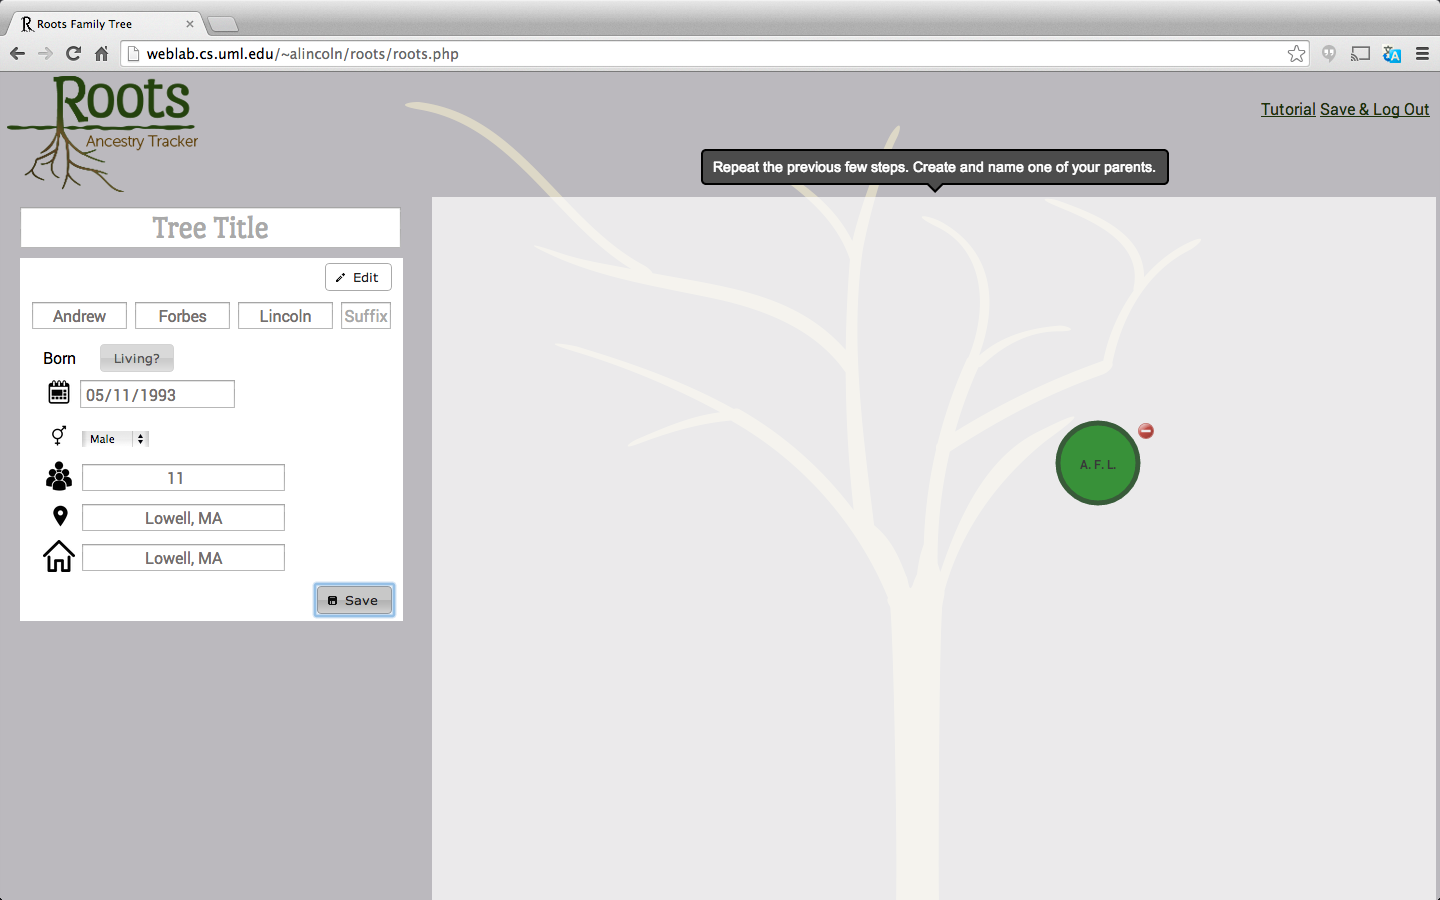 Roots Family Tree
weblab.cs.uml.edu/~alincoln/roots/roots.php
Roots
Ancestry Tracker
Tutorial Save & Log Out
Repeat the previous few steps. Create and name one of your parents.
Tree Title
Edit
Andrew Forbes Lincoln Suffix
Born Living?
05/11/1993
Male
11
Lowell, MA
Lowell, MA
Save
A. F. L.